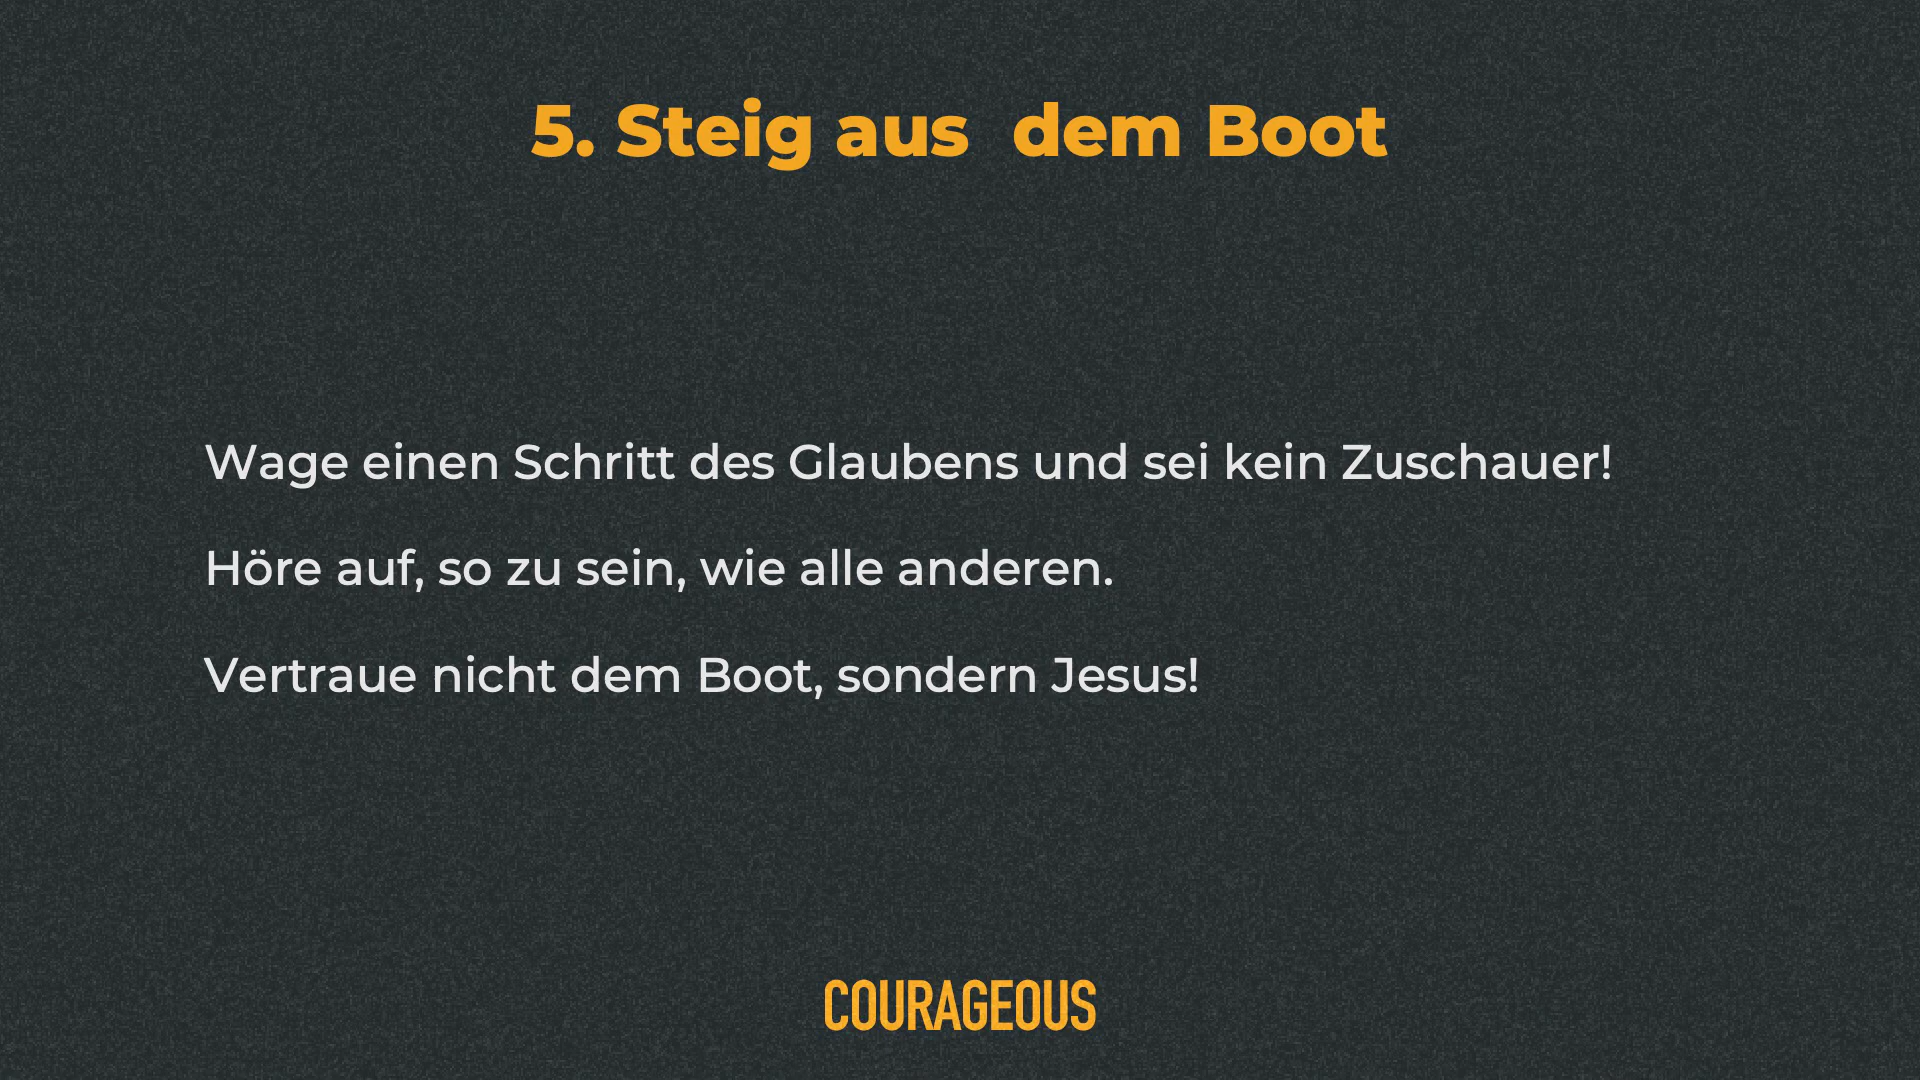 5. Steig aus  dem Boot
Wage einen Schritt des Glaubens und sei kein Zuschauer!
Höre auf, so zu sein, wie alle anderen.
Vertraue nicht dem Boot, sondern Jesus!
COURAGEOUS